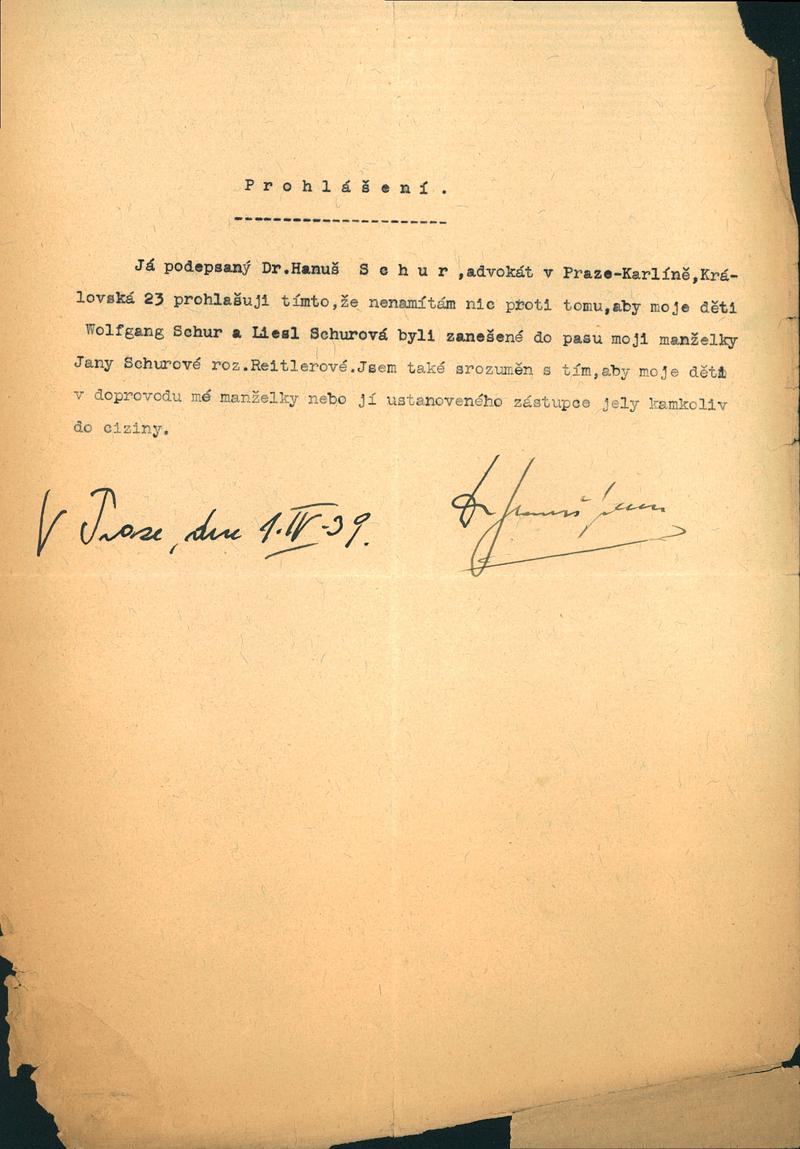 P r o h l á š e n í .
---------------------
Já podepsaný Dr.Hanuš S c h u r ,advokát v Praze-Karlíně,Krá-
lovská 23 prohlašuji tímto,že nenamítám nic proti tomu,aby moje děti
Wolfgang Schur a Liesl Schurová byli zanešené do pasu moji manželky
Jany Schurové roz.Reitlerové.Jsem také srozuměn s tím,aby moje děti
v doprovodu mé manželky nebo jí ustanoveného zástupce jely kamkoliv
do ciziny.
V Praze, dne 1.IV-39.
Dr Hanuš Schur